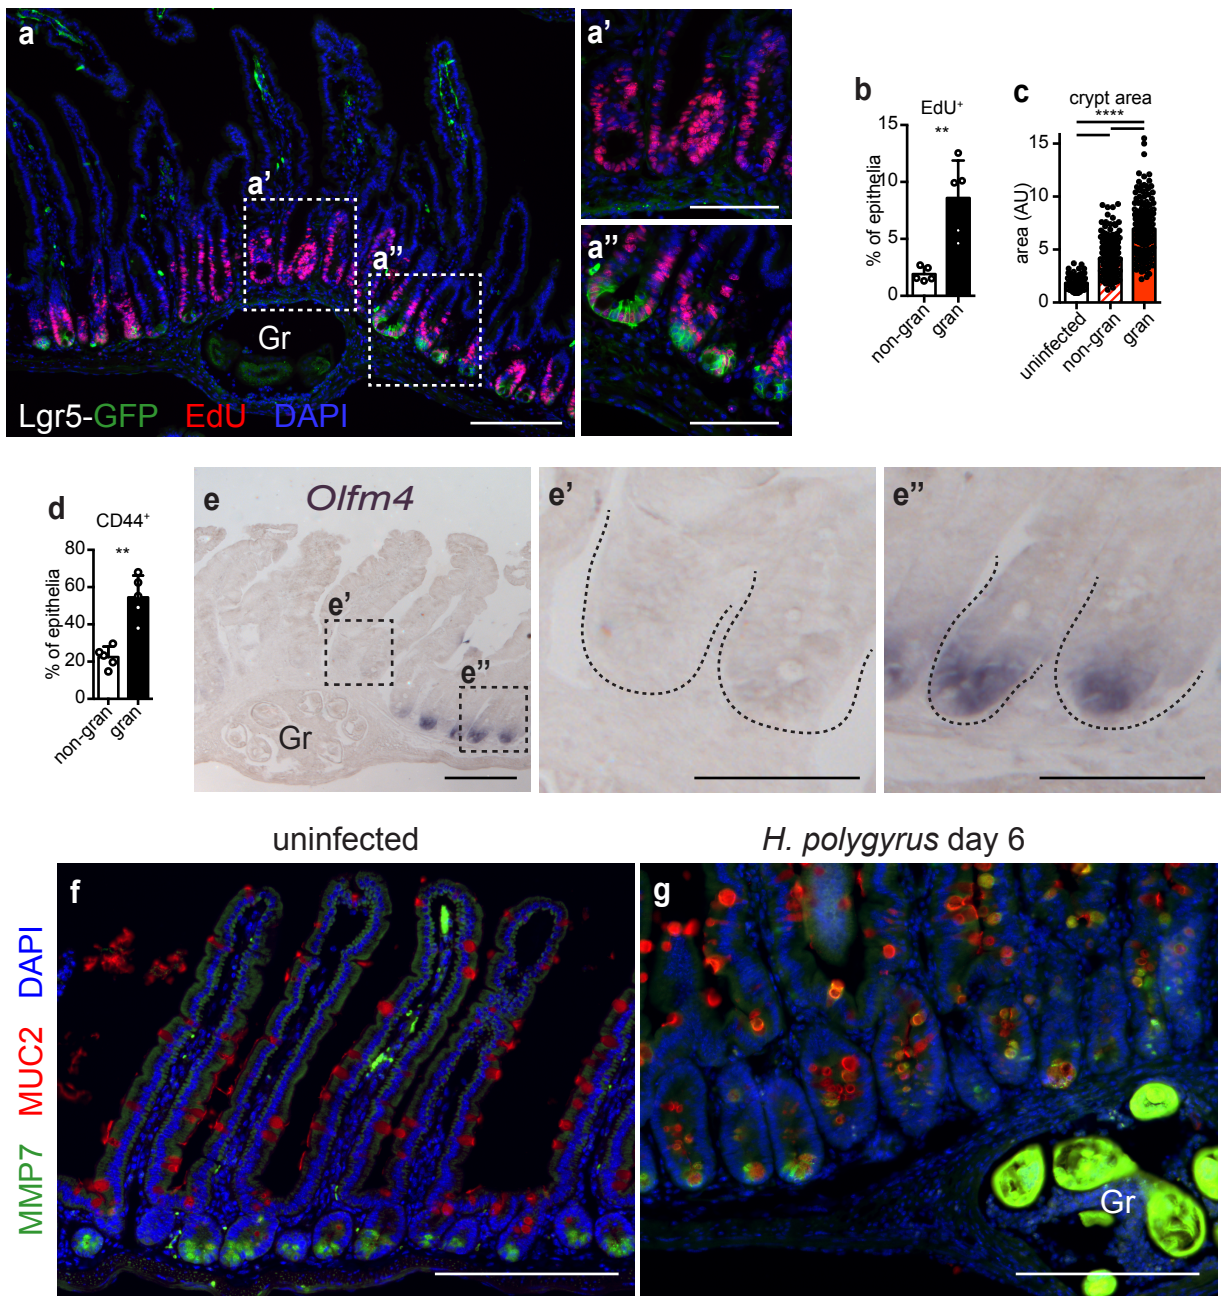 a
a'
a''
Gr
Lgr5-GFP EdU DAPI
a'
a''
b
EdU⁺
**
% of epithelia
15
10
5
0
non-gran
gran
c
crypt area
****
area (AU)
15
10
5
0
uninfected
non-gran
gran
d
CD44⁺
**
% of epithelia
80
60
40
20
0
non-gran
gran
e
Olfm4
e'
e''
Gr
e'
e''
uninfected
H. polygyrus day 6
MMP7 MUC2 DAPI
f
g
Gr